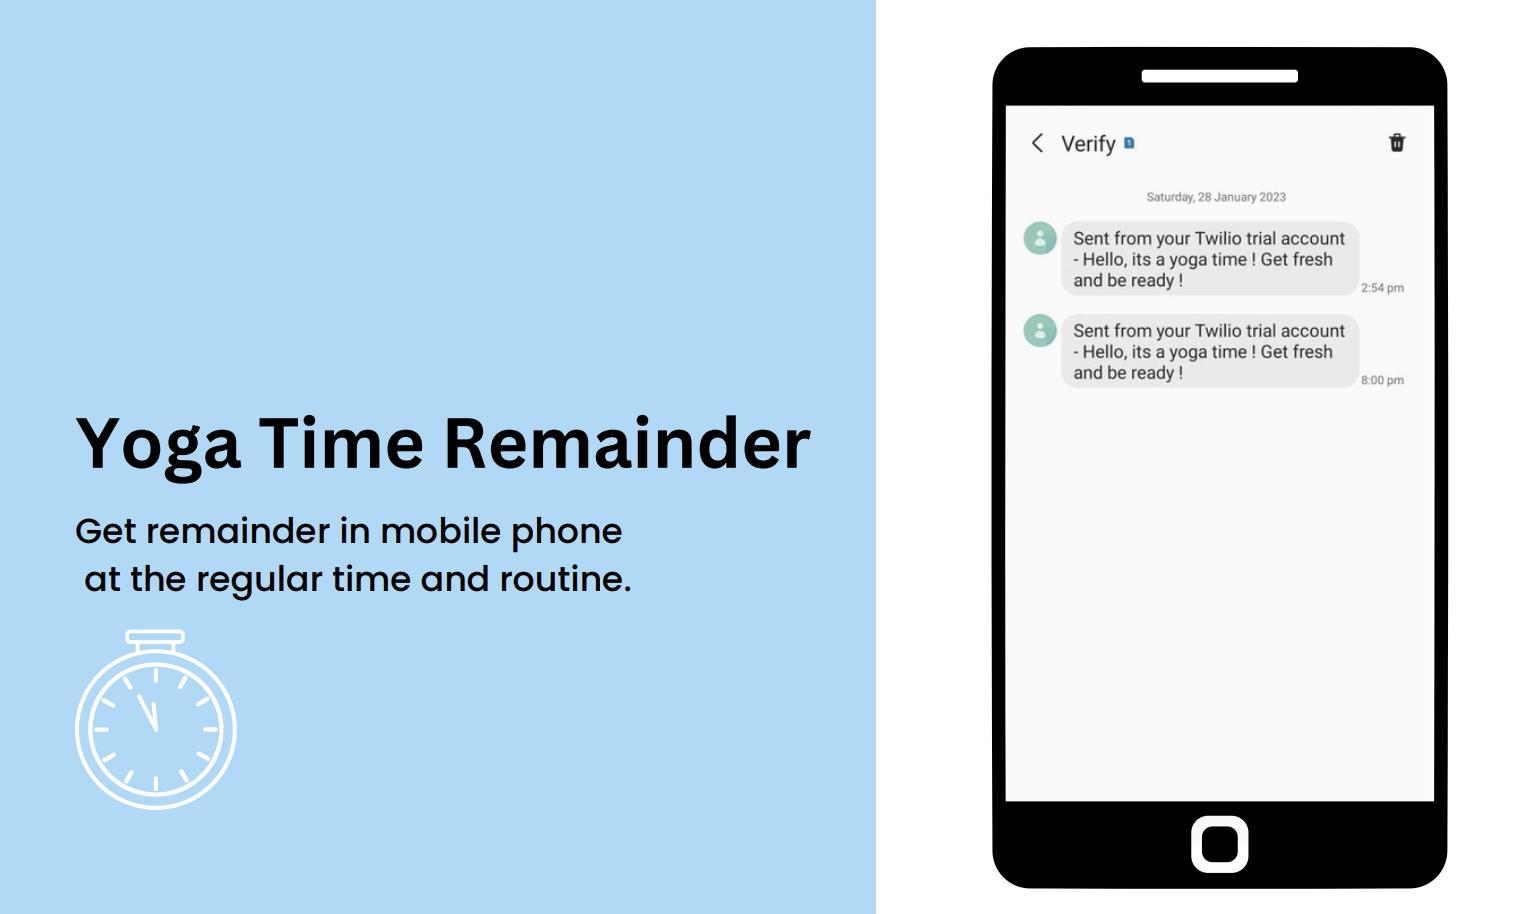 Yoga Time Remainder
Get remainder in mobile phone
at the regular time and routine.
Verify 1
Saturday, 28 January 2023
Sent from your Twilio trial account
- Hello, its a yoga time ! Get fresh
and be ready !
2:54 pm
Sent from your Twilio trial account
- Hello, its a yoga time ! Get fresh
and be ready !
8:00 pm